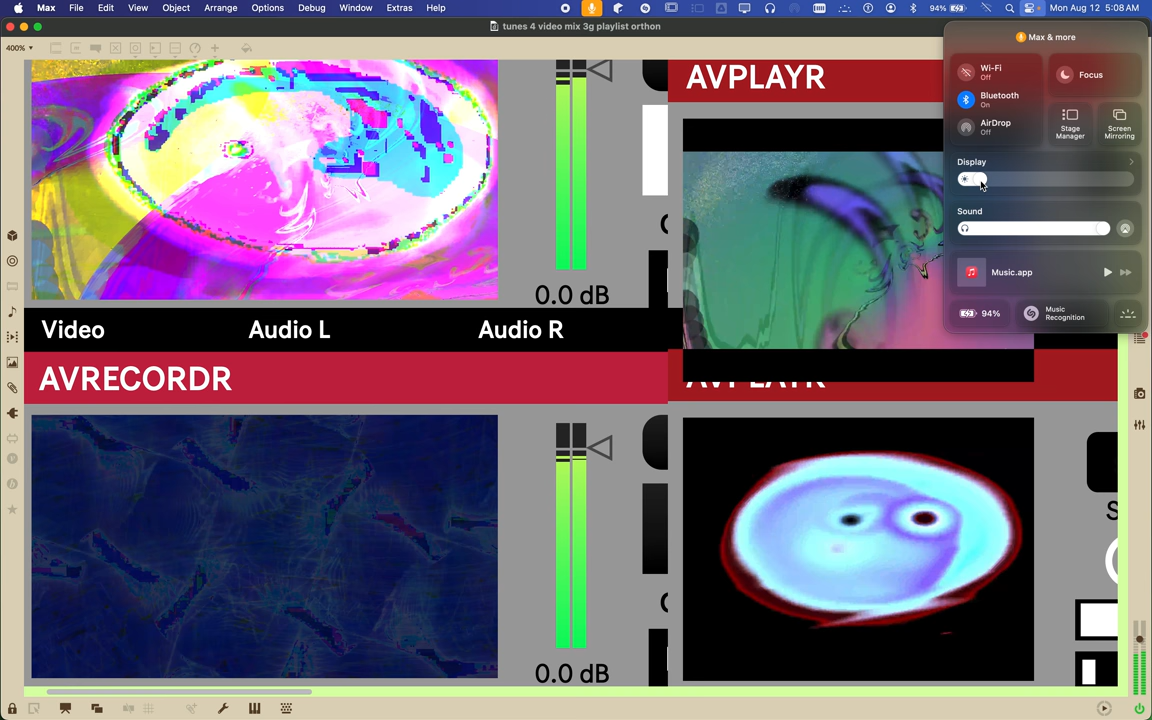 Max File Edit View Object Arrange Options Debug Window Extras Help
94% Mon Aug 12 5:08 AM
tunes 4 video mix 3g playlist orthon
400%
Max & more
Wi-Fi
Off
Bluetooth
On
AirDrop
Off
Focus
Stage
Manager
Screen
Mirroring
Display
Sound
Music.app
94%
Music
Recognition
AVPLAYR
0.0 dB
Video Audio L Audio R
AVRECORDR
AVPLAYR
0.0 dB